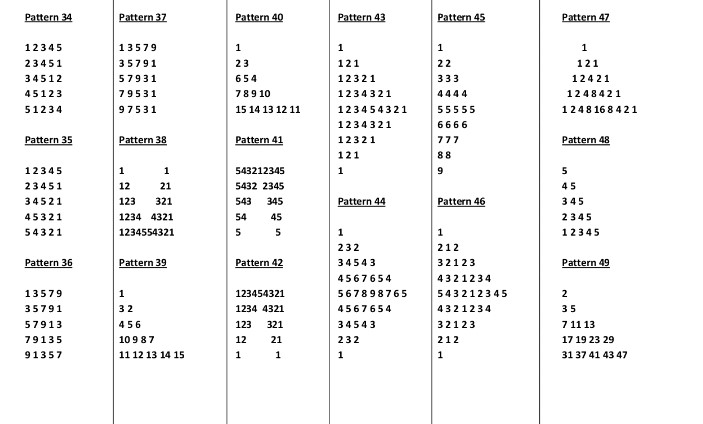 Pattern 34
1 2 3 4 5
2 3 4 5 1
3 4 5 1 2
4 5 1 2 3
5 1 2 3 4
Pattern 35
1 2 3 4 5
2 3 4 5 1
3 4 5 2 1
4 5 3 2 1
5 4 3 2 1
Pattern 36
1 3 5 7 9
3 5 7 9 1
5 7 9 1 3
7 9 1 3 5
9 1 3 5 7
Pattern 37
1 3 5 7 9
3 5 7 9 1
5 7 9 3 1
7 9 5 3 1
9 7 5 3 1
Pattern 38
1 1
12 21
123 321
1234 4321
1234554321
Pattern 39
1
3 2
4 5 6
10 9 8 7
11 12 13 14 15
Pattern 40
1
2 3
6 5 4
7 8 9 10
15 14 13 12 11
Pattern 41
543212345
5432 2345
543 345
54 45
5 5
Pattern 42
123454321
1234 4321
123 321
12 21
1 1
Pattern 43
1
1 2 1
1 2 3 2 1
1 2 3 4 3 2 1
1 2 3 4 5 4 3 2 1
1 2 3 4 3 2 1
1 2 3 2 1
1 2 1
1
Pattern 44
1
2 3 2
3 4 5 4 3
4 5 6 7 6 5 4
5 6 7 8 9 8 7 6 5
4 5 6 7 6 5 4
3 4 5 4 3
2 3 2
1
Pattern 45
1
2 2
3 3 3
4 4 4 4
5 5 5 5 5
6 6 6 6
7 7 7
8 8
9
Pattern 46
1
2 1 2
3 2 1 2 3
4 3 2 1 2 3 4
5 4 3 2 1 2 3 4 5
4 3 2 1 2 3 4
3 2 1 2 3
2 1 2
1
Pattern 47
1
1 2 1
1 2 4 2 1
1 2 4 8 4 2 1
1 2 4 8 16 8 4 2 1
Pattern 48
5
4 5
3 4 5
2 3 4 5
1 2 3 4 5
Pattern 49
2
3 5
7 11 13
17 19 23 29
31 37 41 43 47